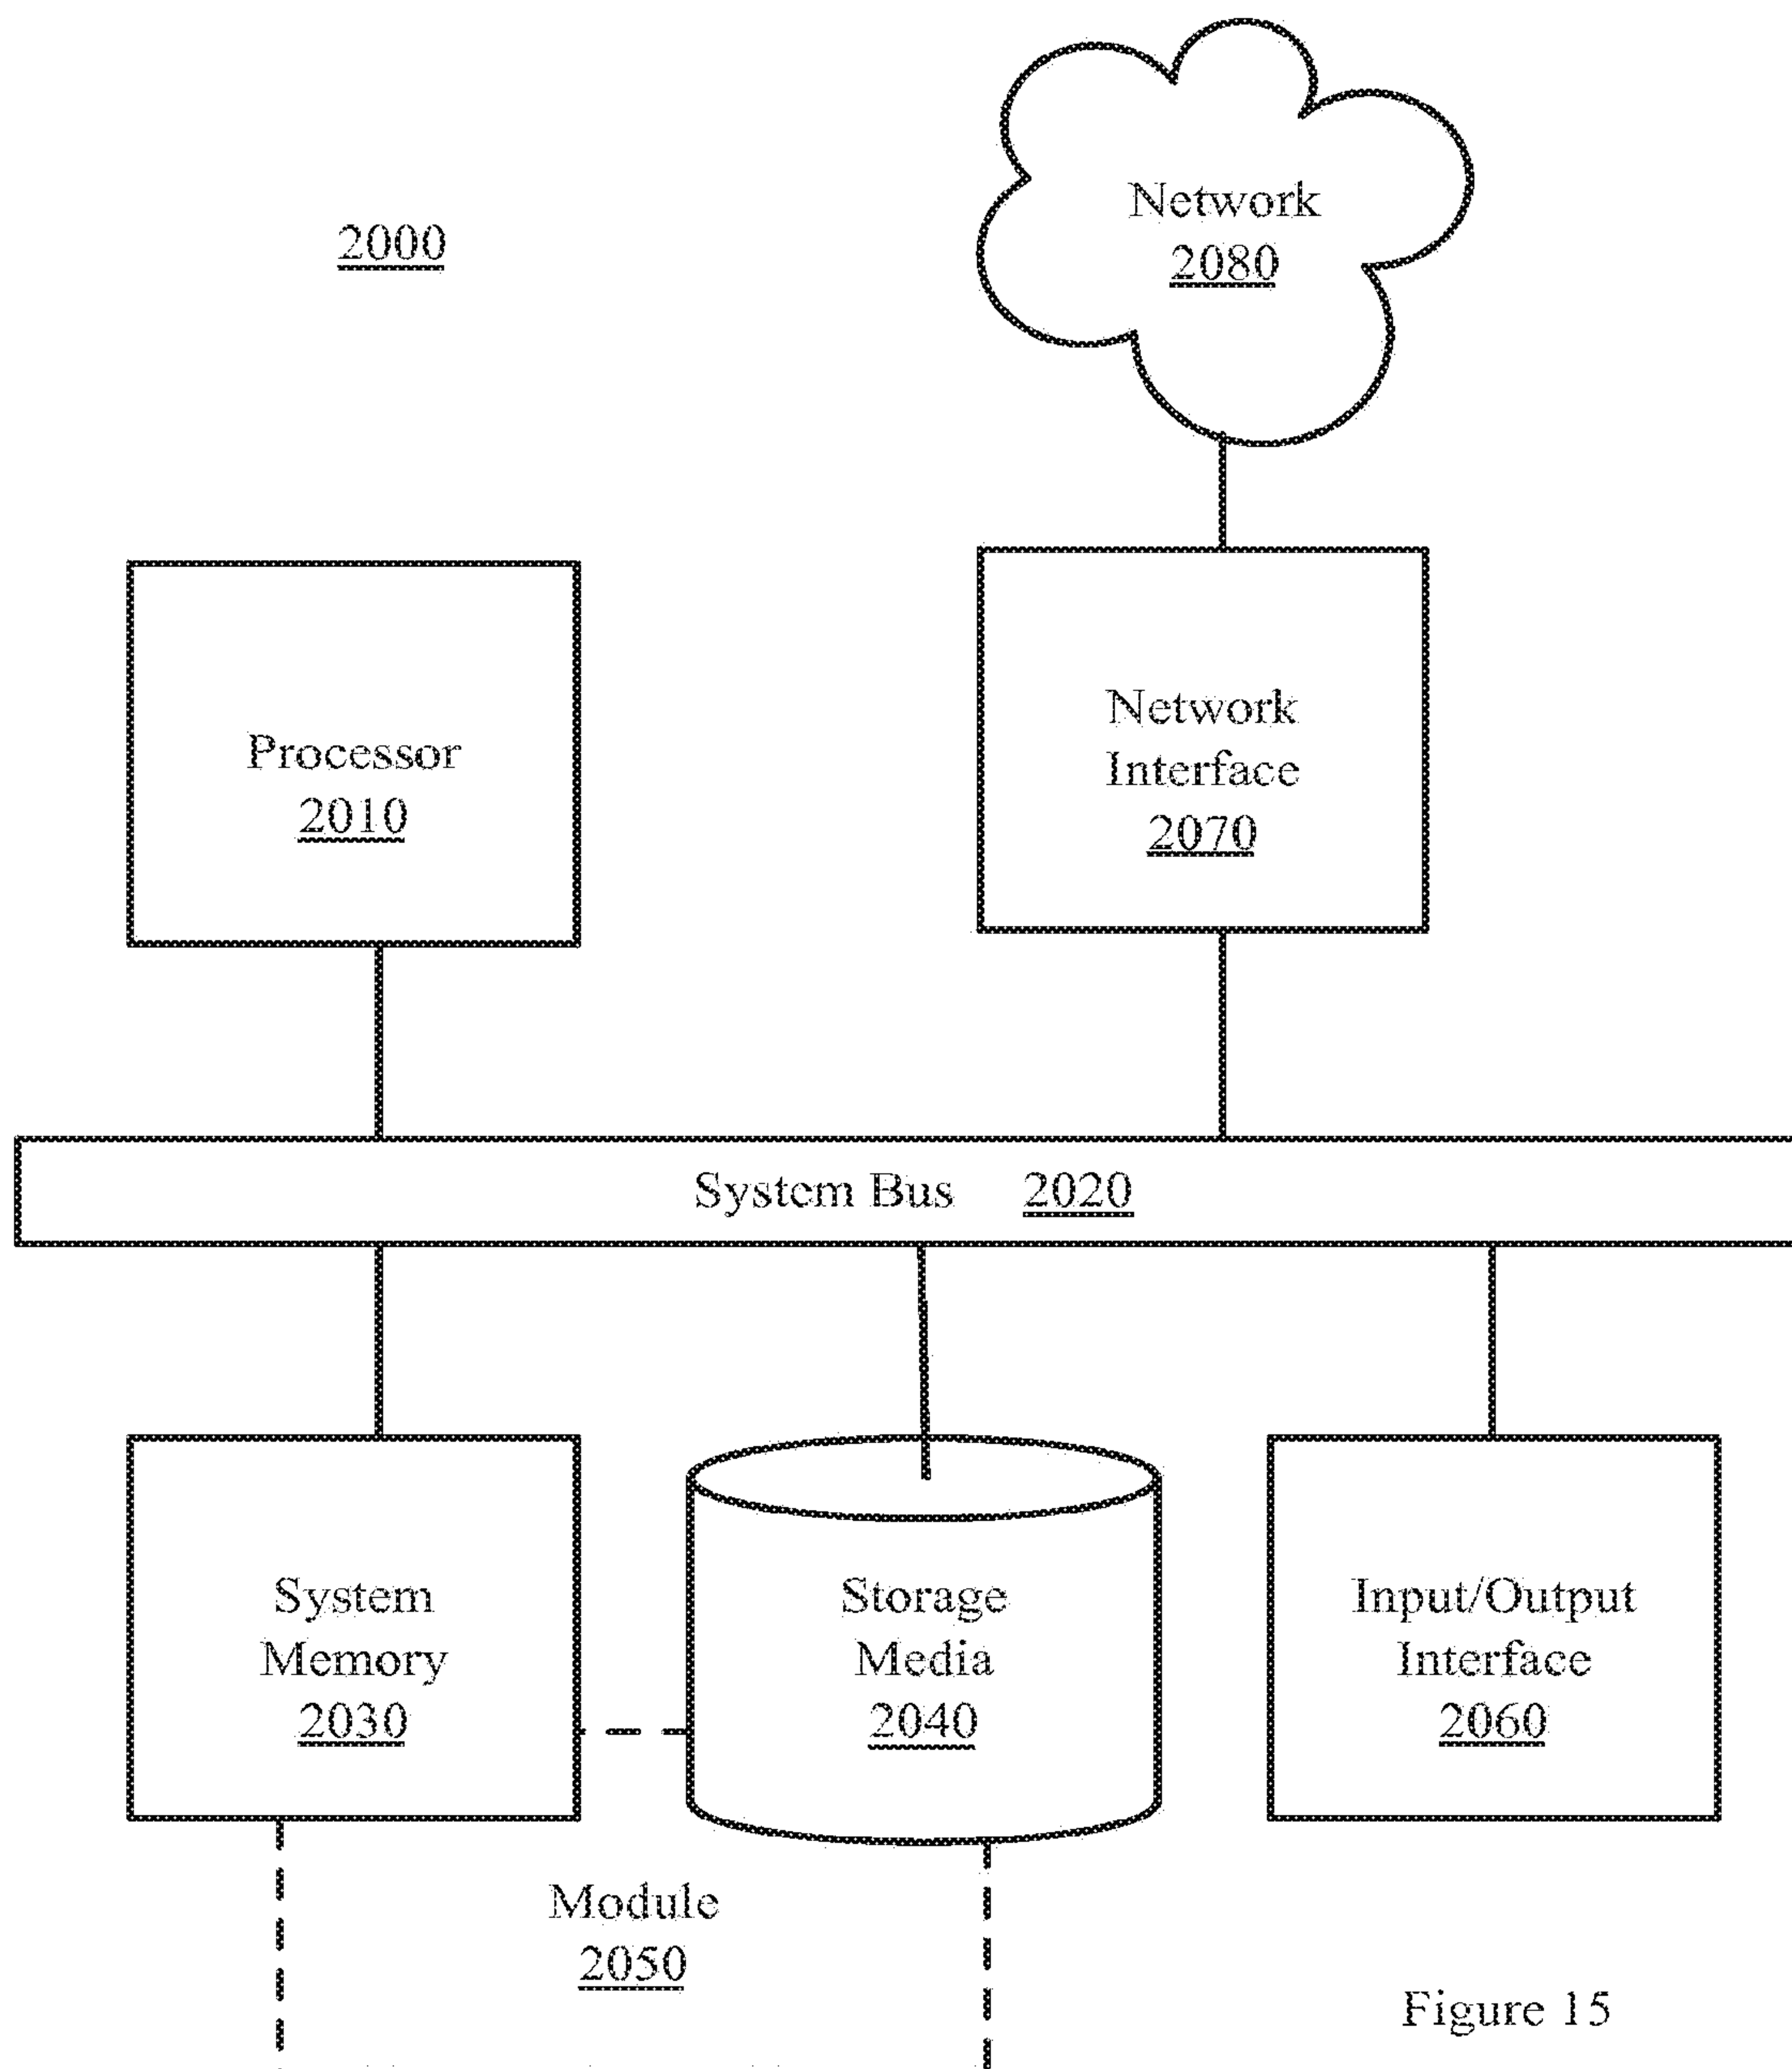 Network
2080
2000
Processor
2010
Network
Interface
2070
System Bus 2020
System
Memory
2030
Storage
Media
2040
Input/Output
Interface
2060
Module
2050
Figure 15